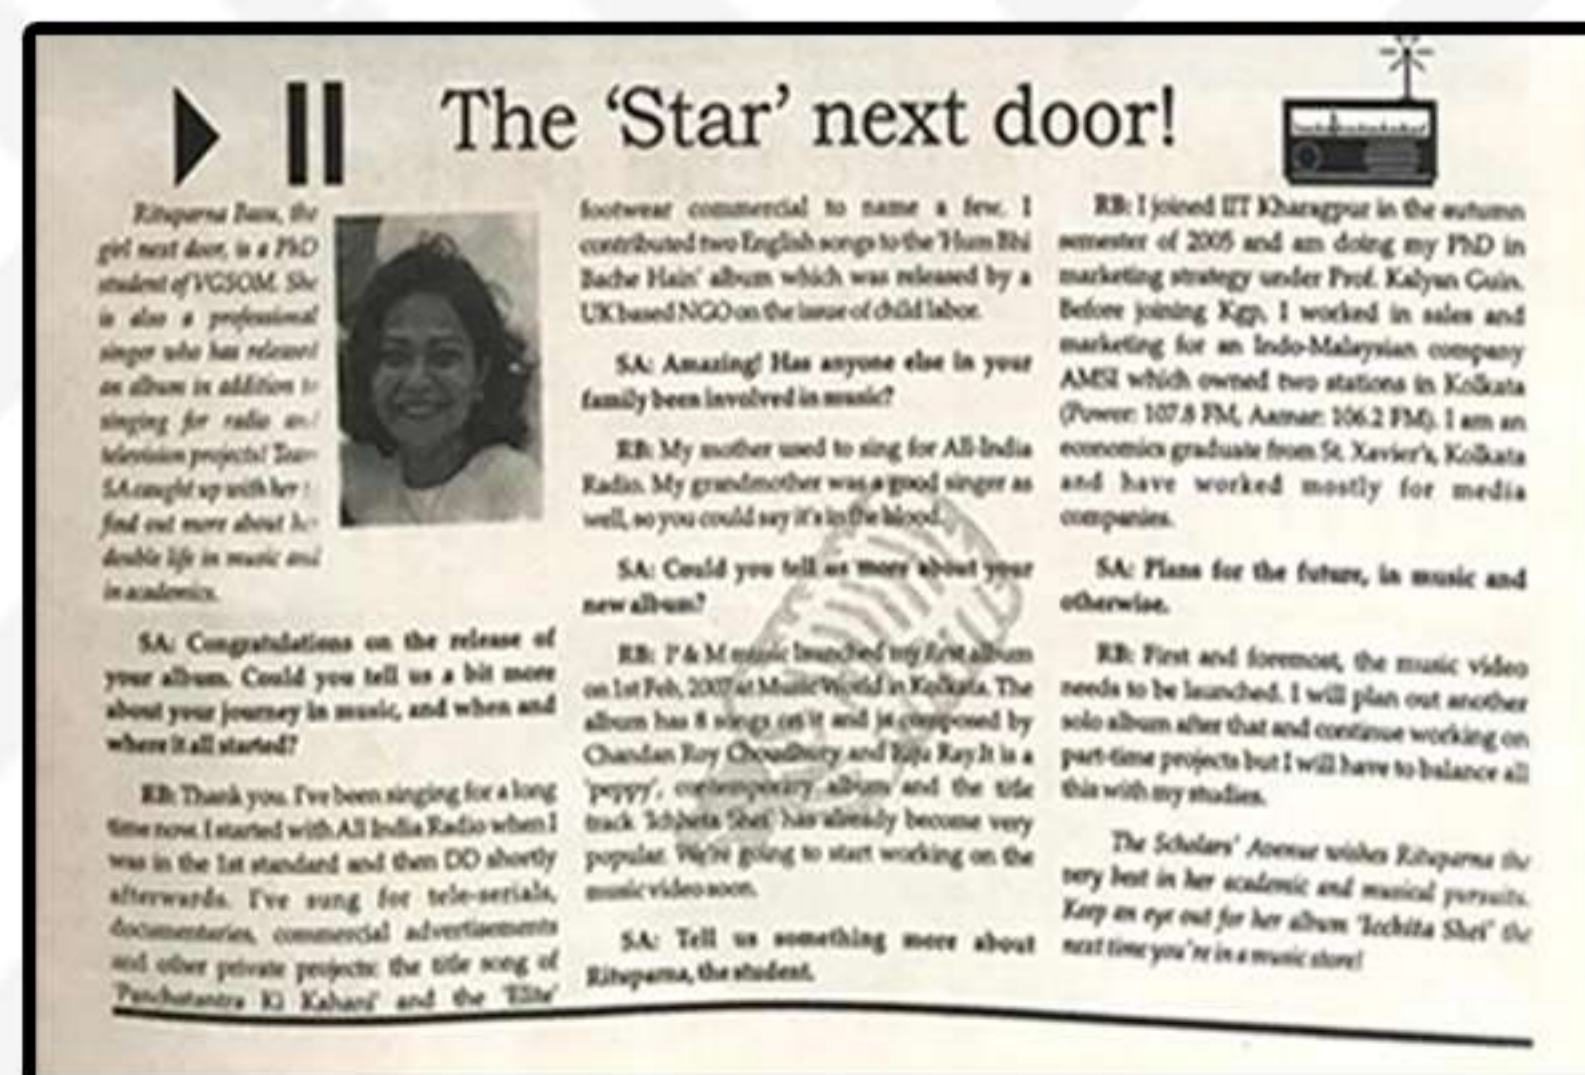 The 'Star' next door!
Rituparna Basu, the
girl next door, is a PhD
student of VGSOM. She
is also a professional
singer who has released
an album in addition to
singing for radio and
television projects! Team
SA caught up with her
find out more about her
double life in music and
in academics.
SA: Congratulations on the release of
your album. Could you tell us a bit more
about your journey in music, and when and
where it all started?
RB: Thank you. I've been singing for a long
time now. I started with All India Radio when I
was in the 1st standard and then DD shortly
afterwards. I've sung for tele-serials,
documentaries, commercial advertisements
and other private projects: the title song of
'Panchatantra Ki Kahani' and the 'Elite'
footwear commercial to name a few. I
contributed two English songs to the 'Hum Bhi
Bache Hain' album which was released by a
UK based NGO on the issue of child labor.
SA: Amazing! Has anyone else in your
family been involved in music?
RB: My mother used to sing for All-India
Radio. My grandmother was a good singer as
well, so you could say it's in the blood.
SA: Could you tell us more about your
new album?
RB: P & M music launched my first album
on 1st Feb, 2007 at Music World in Kolkata. The
album has 8 songs on it and is composed by
Chandan Roy Choudhury and Ray. It is a
'peppy', contemporary album and the title
track Shei' has already become very
popular. We're going to start working on the
music video soon.
SA: Tell us something more about
Rituparna, the student.
RB: I joined IIT Kharagpur in the autumn
semester of 2005 and am doing my PhD in
marketing strategy under Prof. Kalyan Guin.
Before joining Kgp, I worked in sales and
marketing for an Indo-Malaysian company
AMSI which owned two stations in Kolkata
(Power: 107.8 FM, Aamar: 106.2 FM). I am an
economics graduate from St. Xavier's, Kolkata
and have worked mostly for media
companies.
SA: Plans for the future, in music and
otherwise.
RB: First and foremost, the music video
needs to be launched. I will plan out another
solo album after that and continue working on
part-time projects but I will have to balance all
this with my studies.
The Scholars' Avenue wishes Rituparna the
very best in her academic and musical pursuits.
Keep an eye out for her album 'Icchita Shei' the
next time you're in a music store!